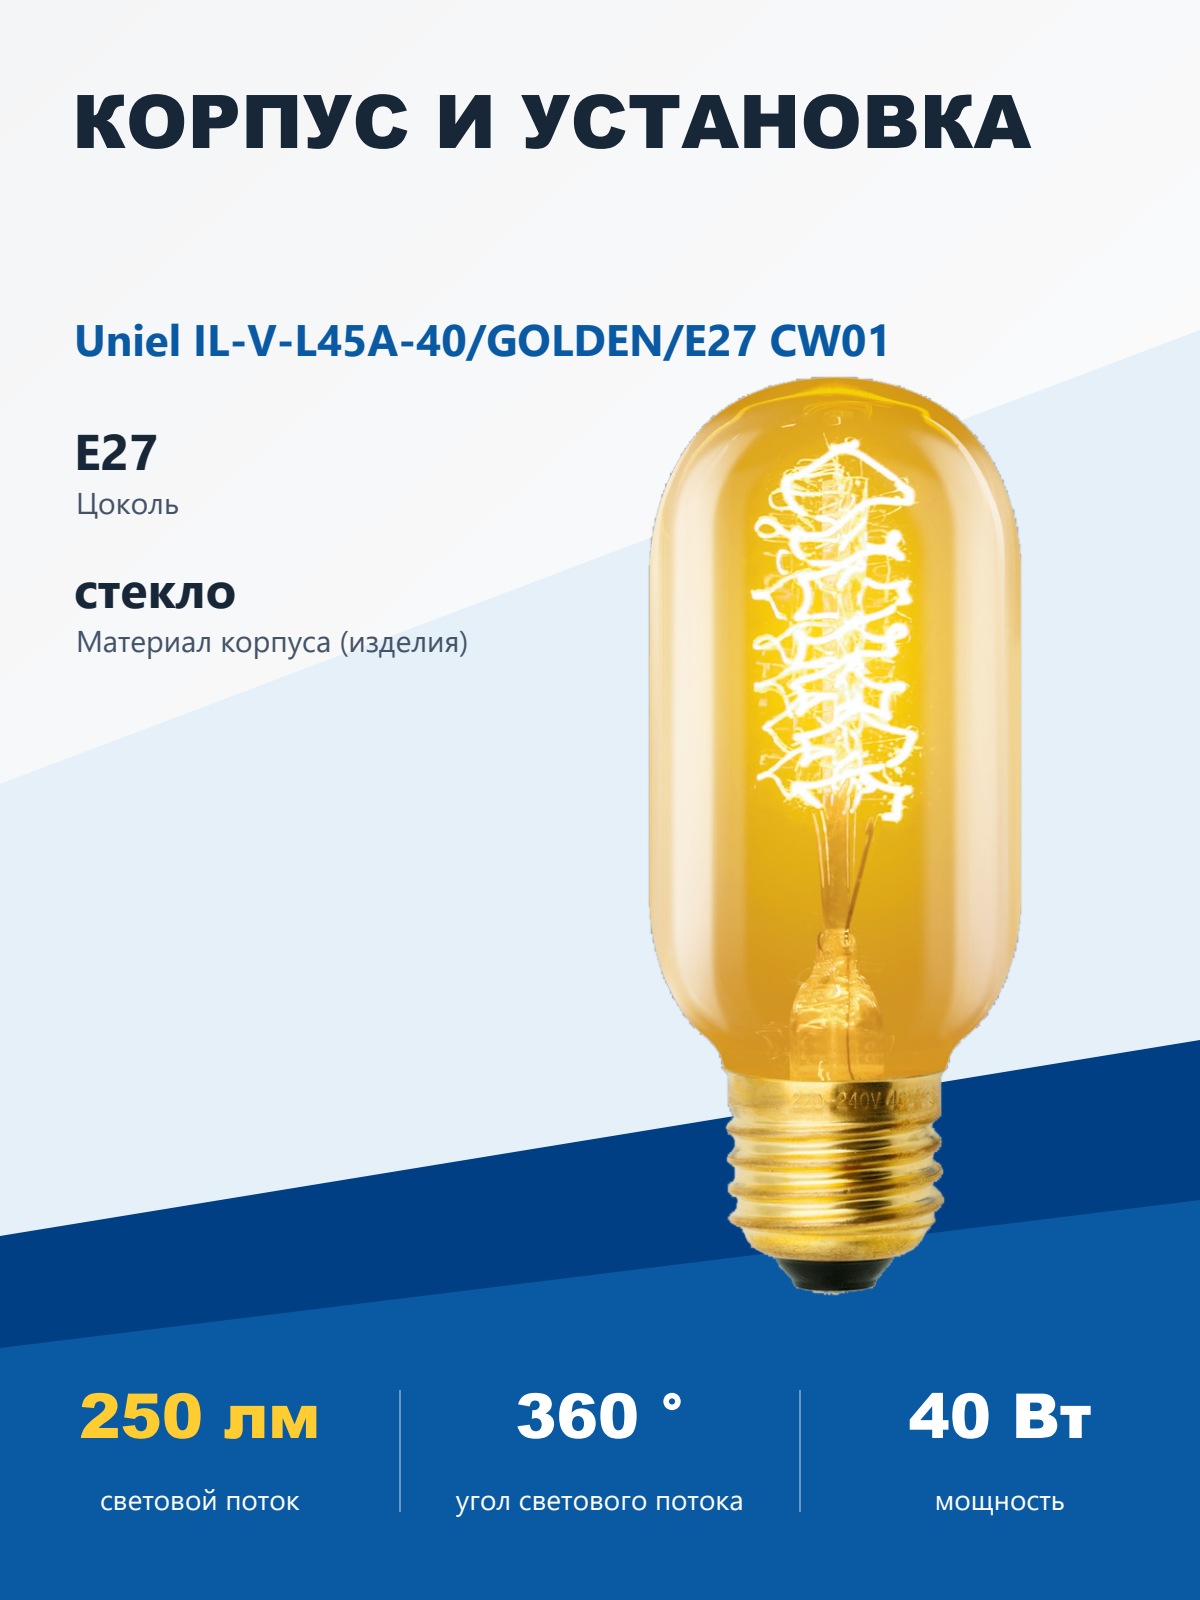 КОРПУС И УСТАНОВКА
Uniel IL-V-L45A-40/GOLDEN/E27 CW01
E27
Цоколь
стекло
Материал корпуса (изделия)
240V
250 лм
360 °
40 Вт
световой поток
угол светового потока
мощность